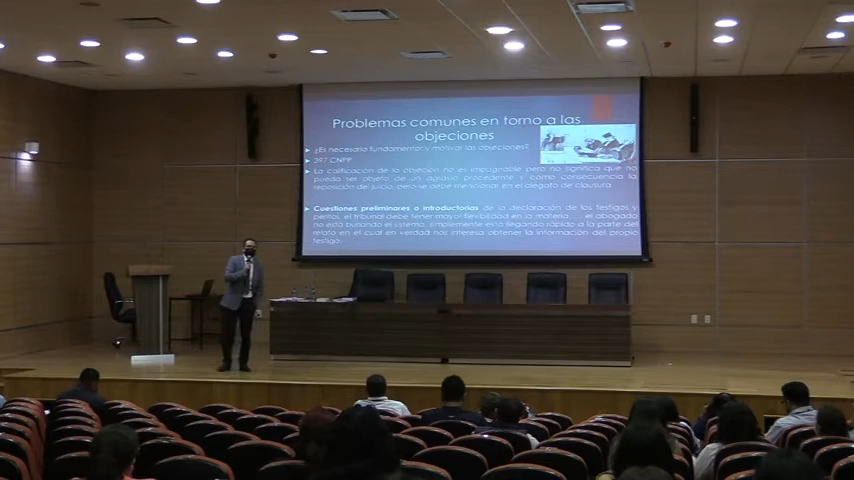 Problemas comunes en torno a las
objeciones
¿Es necesario fundamentar y motivar las objeciones?
397 CNPP
La calificación de la objeción no es impugnable pero no significa que no
pueda ser objeto de un agravio procedente y como consecuencia la
reposición del juicio, pero se debe mencionar en el alegato de clausura
Cuestiones preliminares o introductorias de la declaración de los testigos y
peritos, el tribunal debe tener mayor flexibilidad en la materia el abogado
no está burlando el sistema, simplemente esta llegando rápido a la parte del
relato en el cual en verdad nos interesa obtener la información del propio
testigo.